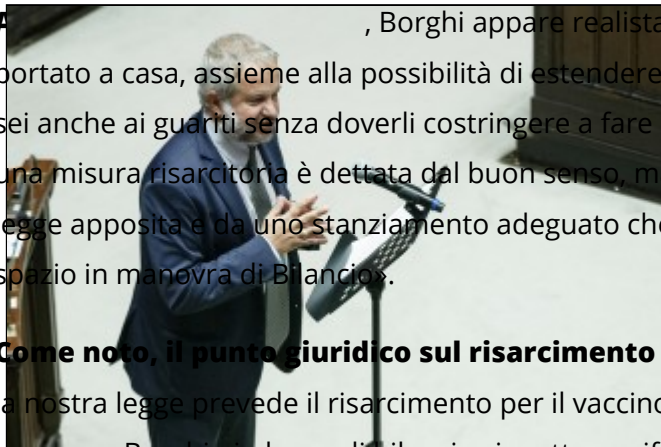 , Borghi appare realista
portato a casa, assieme alla possibilità di estendere
sei anche ai guariti senza doverli costringere a fare
una misura risarcitoria è dettata dal buon senso, m
legge apposita e da uno stanziamento adeguato che
spazio in manovra di Bilancio».
Come noto, il punto giuridico sul risarcimento
la nostra legge prevede il risarcimento per il vaccino